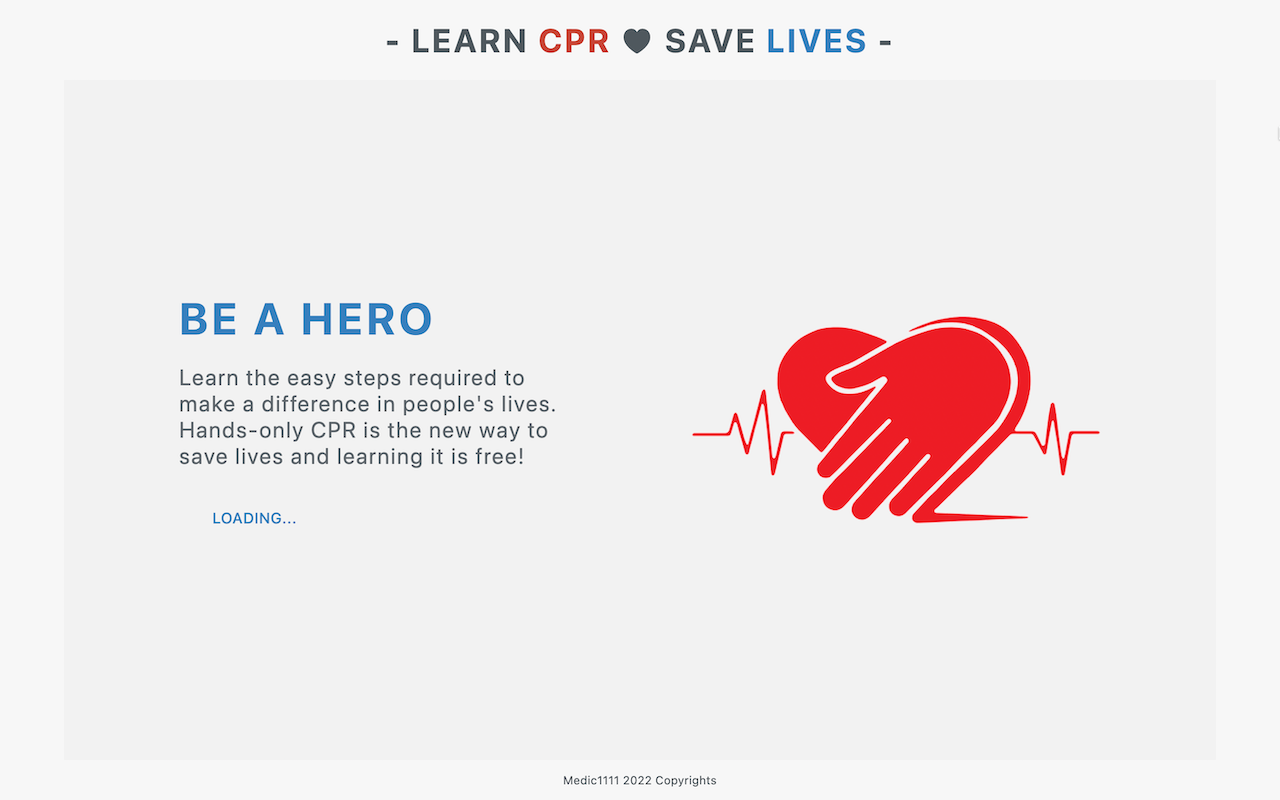 - LEARN CPR ♥ SAVE LIVES -
BE A HERO
Learn the easy steps required to
make a difference in people's lives.
Hands-only CPR is the new way to
save lives and learning it is free!
LOADING...
Medic1111 2022 Copyrights